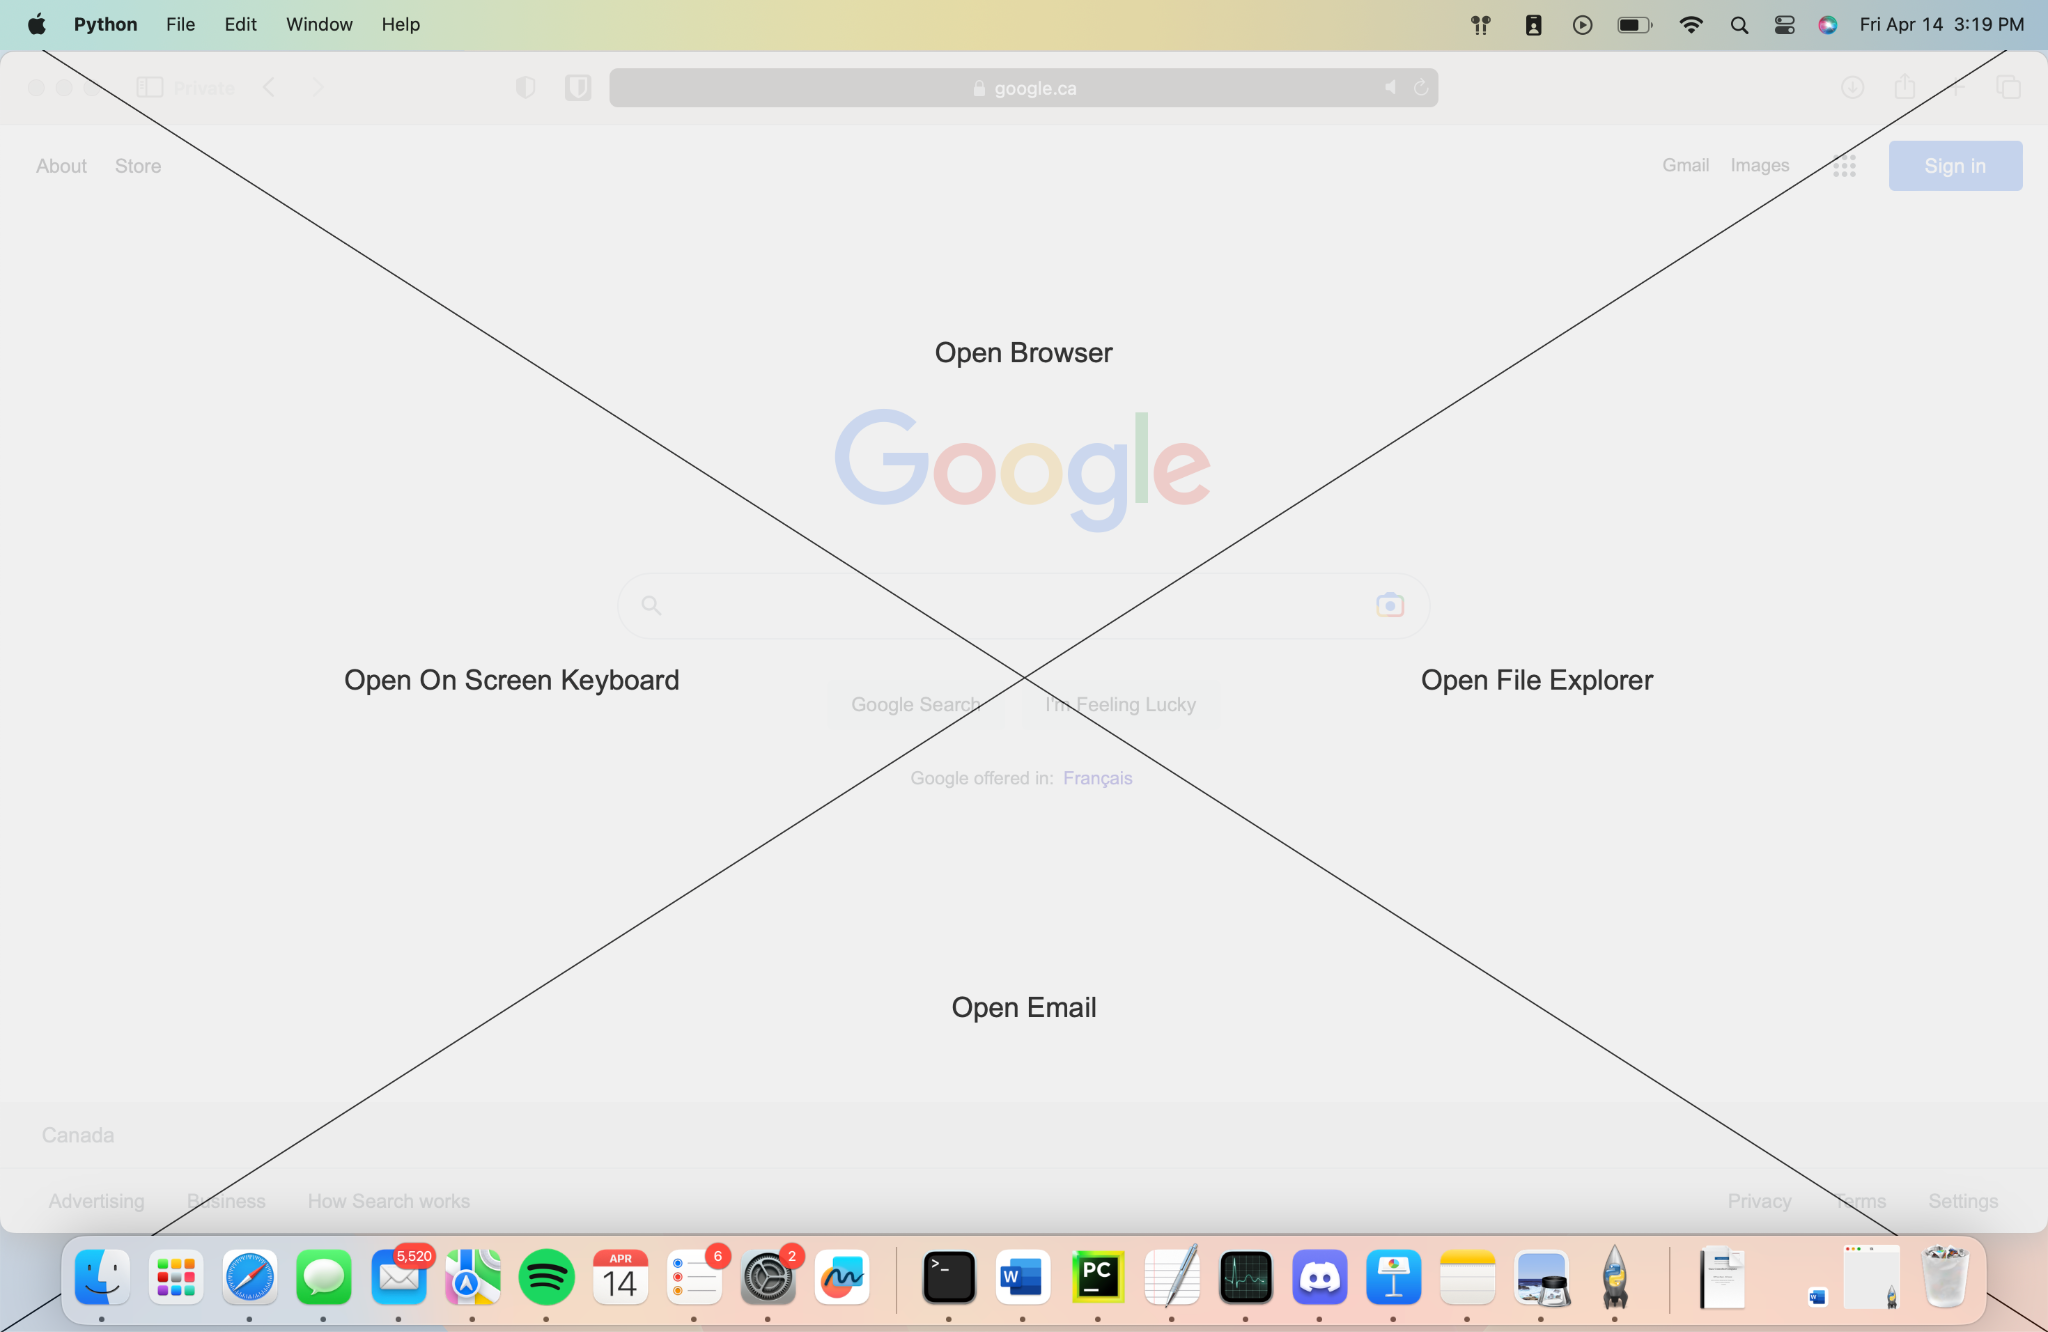 Python File Edit Window Help Fri Apr 14 3:19 PM
Private google.ca
About Store Gmail Images Sign in
Open Browser
Google
Open On Screen Keyboard Open File Explorer
Google Search I'm Feeling Lucky
Google offered in: Français
Open Email
Canada
Advertising Business How Search works Privacy Terms Settings
5,520 APR 6 2 >_ W PC
14